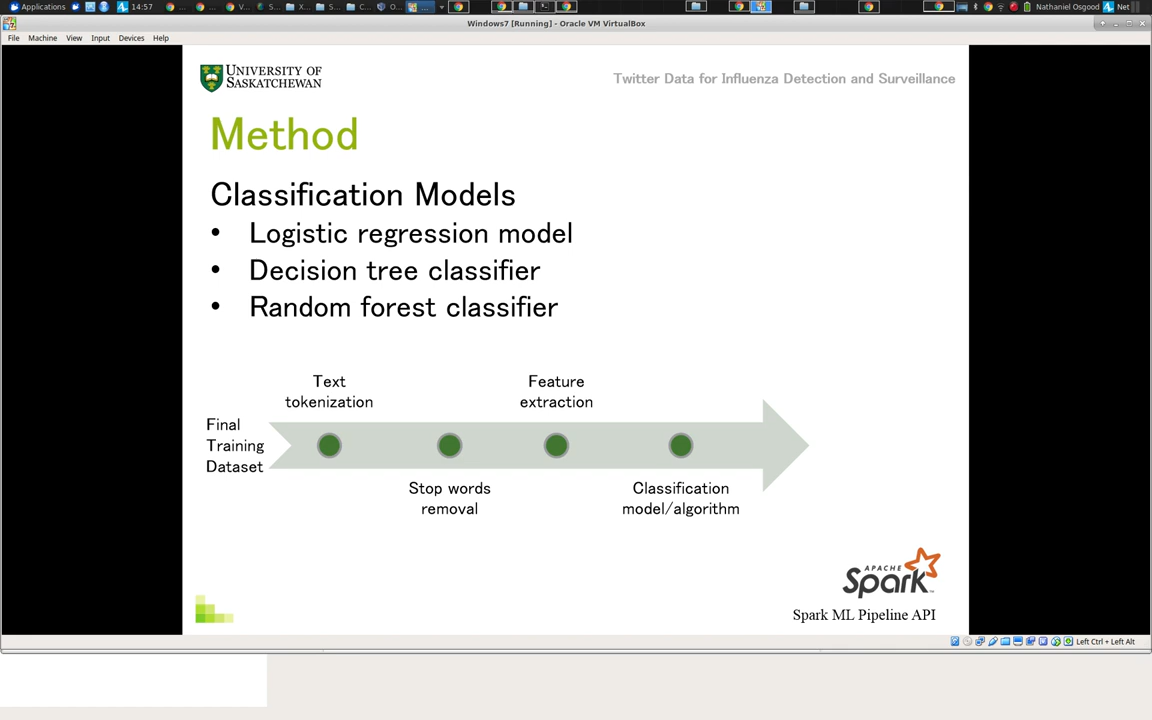 Applications
14:57
...
...
V...
S...
X...
S...
C...
O...
...
Nathaniel Osgood
Net
Windows7 [Running] - Oracle VM VirtualBox
File Machine View Input Devices Help
UNIVERSITY OF
SASKATCHEWAN
Twitter Data for Influenza Detection and Surveillance
Method
Classification Models
• Logistic regression model
• Decision tree classifier
• Random forest classifier
Text
tokenization
Feature
extraction
Final
Training
Dataset
Stop words
removal
Classification
model/algorithm
APACHE
Spark
Spark ML Pipeline API
Left Ctrl + Left Alt